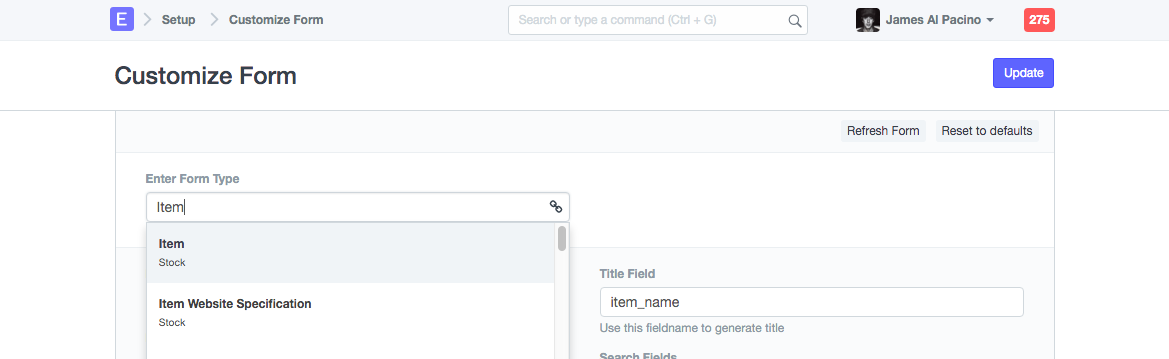 E Setup Customize Form Search or type a command (Ctrl + G) James Al Pacino 275
Customize Form Update
Refresh Form Reset to defaults
Enter Form Type
Item
Item
Stock
Title Field
Item Website Specification item_name
Stock Use this fieldname to generate title
Search Fields